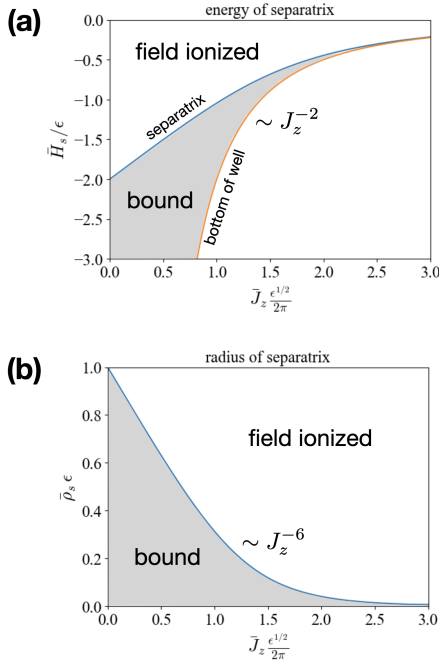 (a)
energy of separatrix
0.0
−0.5
−1.0
−1.5
−2.0
−2.5
−3.0
H̄_s/ϵ
field ionized
separatrix
∼ J_z^{−2}
bound
bottom of well
0.0 0.5 1.0 1.5 2.0 2.5 3.0
J̄_z ϵ^{1/2}/2π
(b)
radius of separatrix
1.0
0.8
0.6
0.4
0.2
0.0
ρ̄_s ϵ
field ionized
∼ J_z^{−6}
bound
0.0 0.5 1.0 1.5 2.0 2.5 3.0
J̄_z ϵ^{1/2}/2π